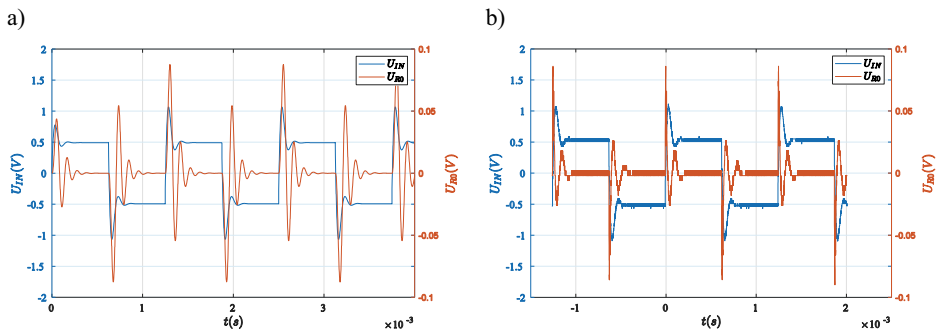 a)
2
1.5
1
0.5
0
-0.5
-1
-1.5
-2
U_IN(V)
0.1
0.05
0
-0.05
-0.1
U_R0(V)
U_IN
U_R0
0 1 2 3
t(s)
×10⁻³
b)
2
1.5
1
0.5
0
-0.5
-1
-1.5
-2
U_IN(V)
0.1
0.05
0
-0.05
-0.1
U_R0(V)
U_IN
U_R0
-1 0 1 2
t(s)
×10⁻³